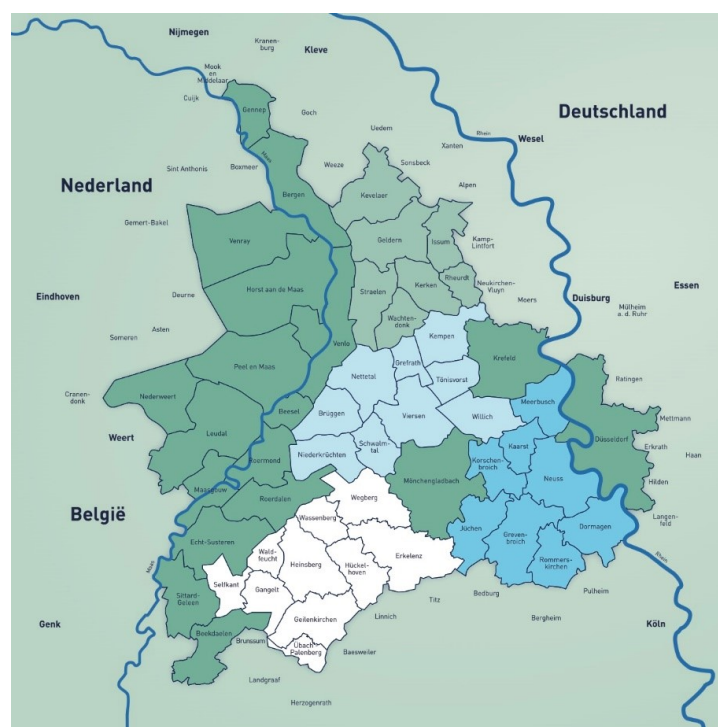 Nijmegen
Kranen-
burg
Kleve
Mook
en
Middelaar
Cuijk
Gennep
Goch
Deutschland
Uedem
Rhein
Wesel
Xanten
Maas
Boxmeer
Sint Anthonis
Weeze
Sonsbeck
Alpen
Nederland
Bergen
Kevelaer
Gemert-Bakel
Venray
Geldern
Issum
Kamp-
Lintfort
Rheurdt
Neukirchen-
Vluyn
Horst aan de Maas
Straelen
Kerken
Eindhoven
Deurne
Moers
Duisburg
Essen
Mülheim
a. d. Ruhr
Wachten-
donk
Asten
Someren
Venlo
Kempen
Grefrath
Krefeld
Peel en Maas
Nettetal
Tönisvorst
Ratingen
Cranen-
donk
Nederweert
Meerbusch
Beesel
Brüggen
Viersen
Willich
Mettmann
Weert
Leudal
Düsseldorf
Erkrath
Schwalm-
tal
Kaarst
Niederkrüchten
Korschen-
broich
Haan
Roermond
Mönchengladbach
Neuss
Hilden
Maasgouw
Wegberg
Roerdalen
België
Wassenberg
Langen-
feld
Jüchen
Greven-
broich
Dormagen
Echt-Susteren
Wald-
feucht
Heinsberg
Hückel-
hoven
Erkelenz
Rommers-
kirchen
Rhein
Maas
Selfkant
Gangelt
Bedburg
Pulheim
Sittard-
Geleen
Titz
Linnich
Bergheim
Geilenkirchen
Genk
Köln
Beekdaelen
Brunssum
Übach
Palenberg
Baesweiler
Landgraaf
Herzogenrath